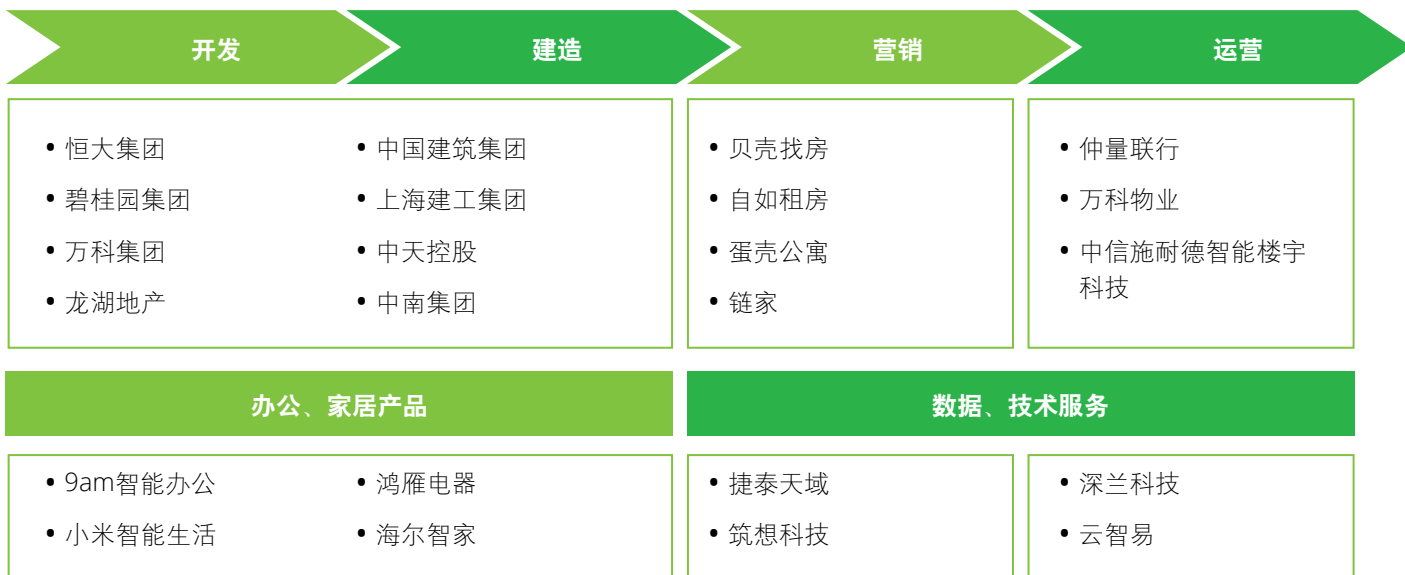 开发
建造
营销
运营
• 恒大集团
• 碧桂园集团
• 万科集团
• 龙湖地产
• 中国建筑集团
• 上海建工集团
• 中天控股
• 中南集团
• 贝壳找房
• 自如租房
• 蛋壳公寓
• 链家
• 仲量联行
• 万科物业
• 中信施耐德智能楼宇
科技
办公、家居产品
数据、技术服务
• 9am智能办公
• 小米智能生活
• 鸿雁电器
• 海尔智家
• 捷泰天域
• 筑想科技
• 深兰科技
• 云智易